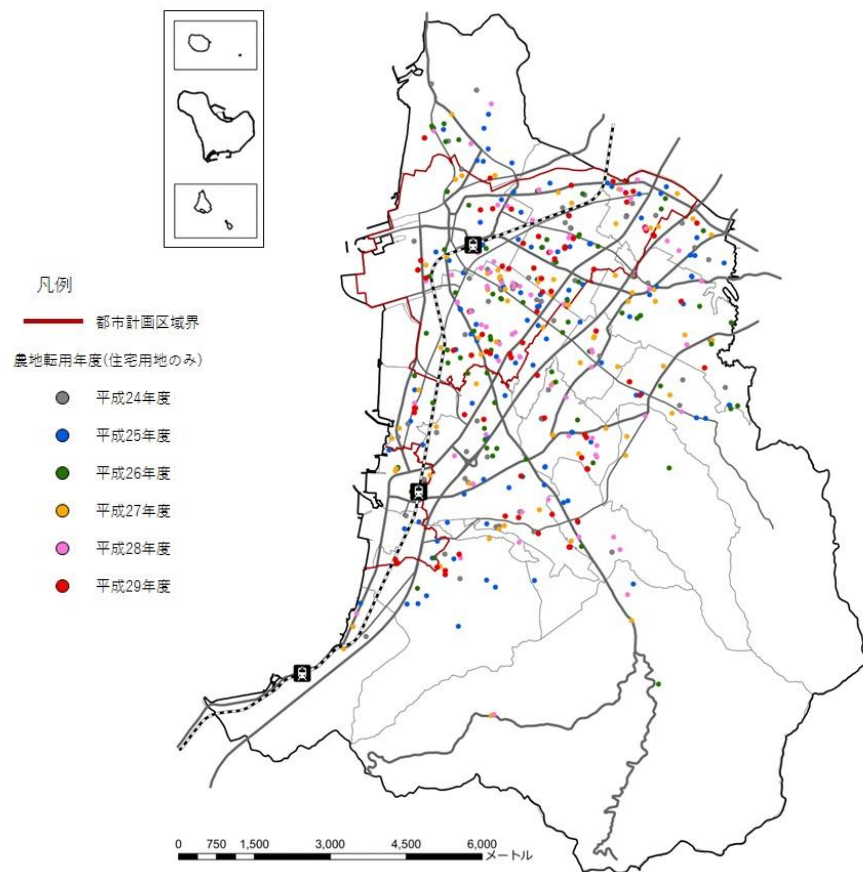 凡例
都市計画区域界
農地転用年度(住宅用地のみ)
平成24年度
平成25年度
平成26年度
平成27年度
平成28年度
平成29年度
0 750 1,500 3,000 4,500 6,000
メートル